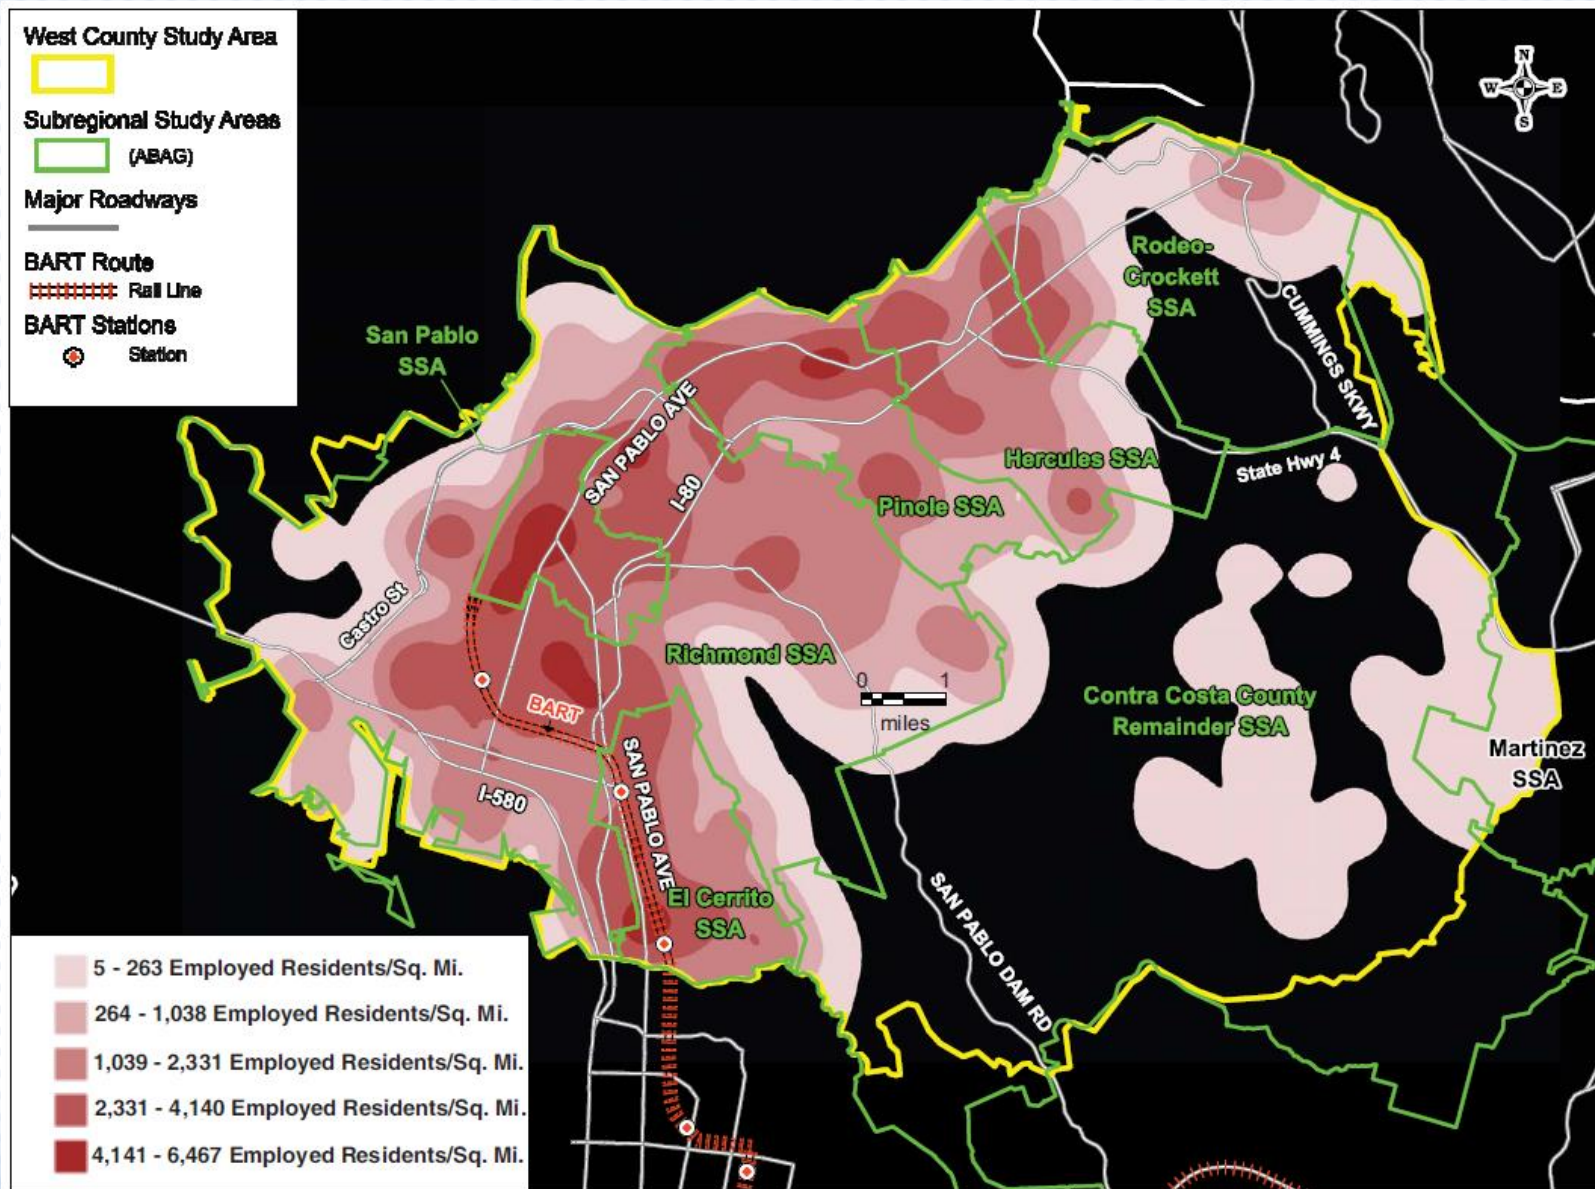 West County Study Area
Subregional Study Areas
(ABAG)
Major Roadways
BART Route
Rail Line
BART Stations
Station
N
W E
S
San Pablo
SSA
Rodeo-
Crockett
SSA
CUMMINGS SKWY
SAN PABLO AVE
I-80
Hercules SSA
State Hwy 4
Pinole SSA
Castro St
Richmond SSA
0 1
miles
BART
Contra Costa County
Remainder SSA
Martinez
SSA
I-580
SAN PABLO AVE
El Cerrito
SSA
SAN PABLO DAM RD
5 - 263 Employed Residents/Sq. Mi.
264 - 1,038 Employed Residents/Sq. Mi.
1,039 - 2,331 Employed Residents/Sq. Mi.
2,331 - 4,140 Employed Residents/Sq. Mi.
4,141 - 6,467 Employed Residents/Sq. Mi.